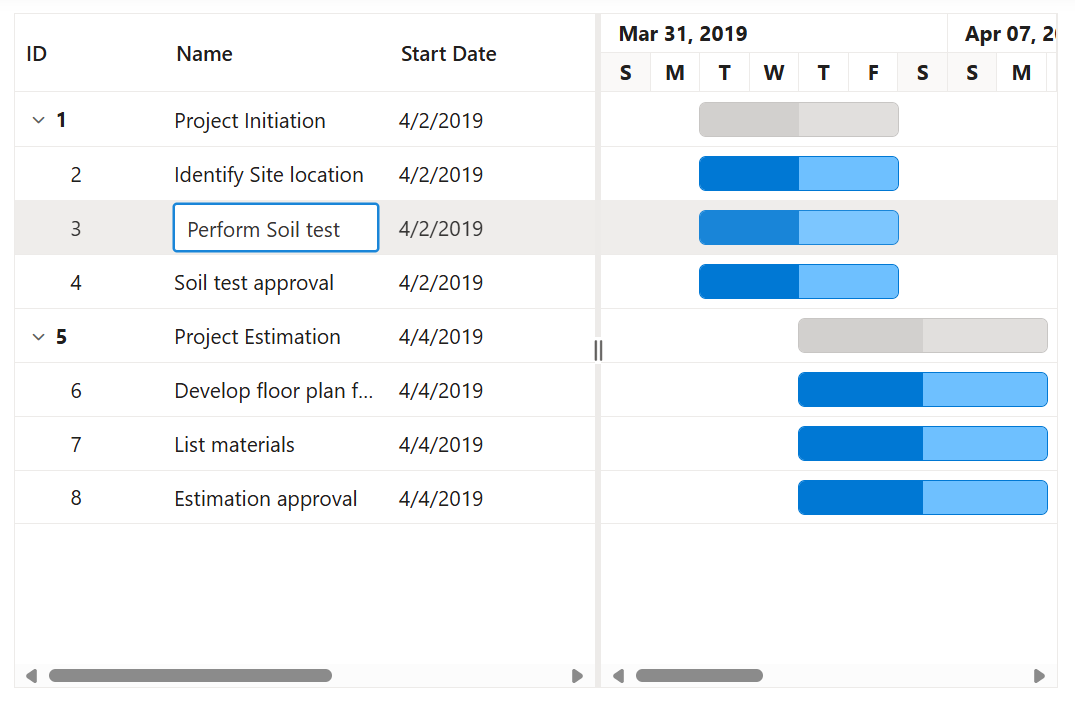 ID Name Start Date Mar 31, 2019 Apr 07, 20
S M T W T F S S M
1 Project Initiation 4/2/2019
2 Identify Site location 4/2/2019
3 Perform Soil test 4/2/2019
4 Soil test approval 4/2/2019
5 Project Estimation 4/4/2019
6 Develop floor plan f... 4/4/2019
7 List materials 4/4/2019
8 Estimation approval 4/4/2019